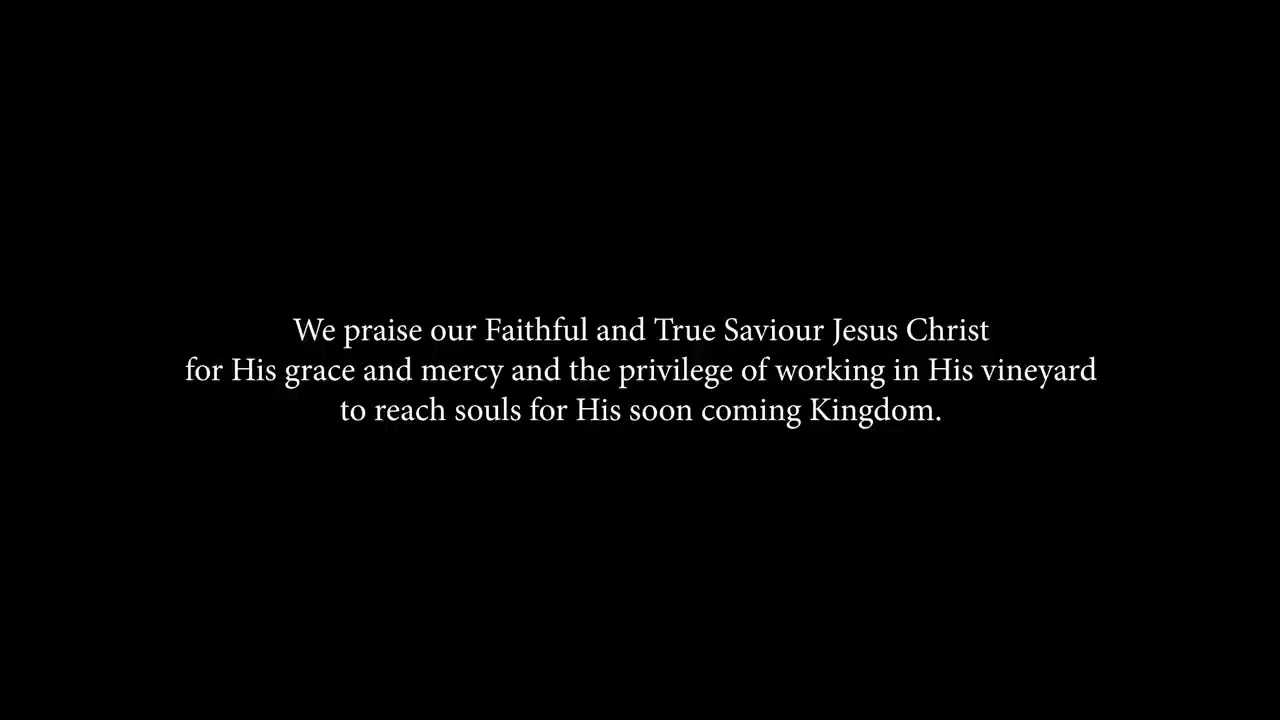 We praise our Faithful and True Saviour Jesus Christ
for His grace and mercy and the privilege of working in His vineyard
to reach souls for His soon coming Kingdom.